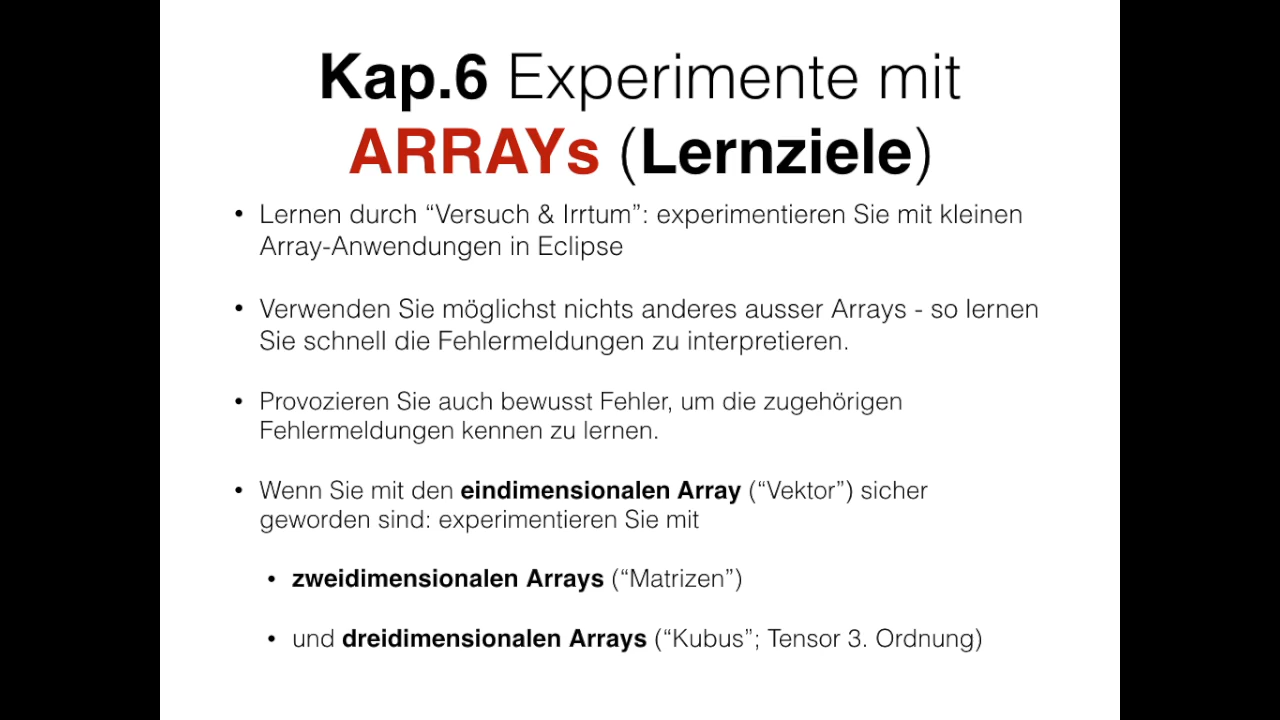 Kap.6 Experimente mit
ARRAYs (Lernziele)
• Lernen durch “Versuch & Irrtum”: experimentieren Sie mit kleinen
Array-Anwendungen in Eclipse
• Verwenden Sie möglichst nichts anderes ausser Arrays - so lernen
Sie schnell die Fehlermeldungen zu interpretieren.
• Provozieren Sie auch bewusst Fehler, um die zugehörigen
Fehlermeldungen kennen zu lernen.
• Wenn Sie mit den eindimensionalen Array (“Vektor”) sicher
geworden sind: experimentieren Sie mit
• zweidimensionalen Arrays (“Matrizen”)
• und dreidimensionalen Arrays (“Kubus”; Tensor 3. Ordnung)